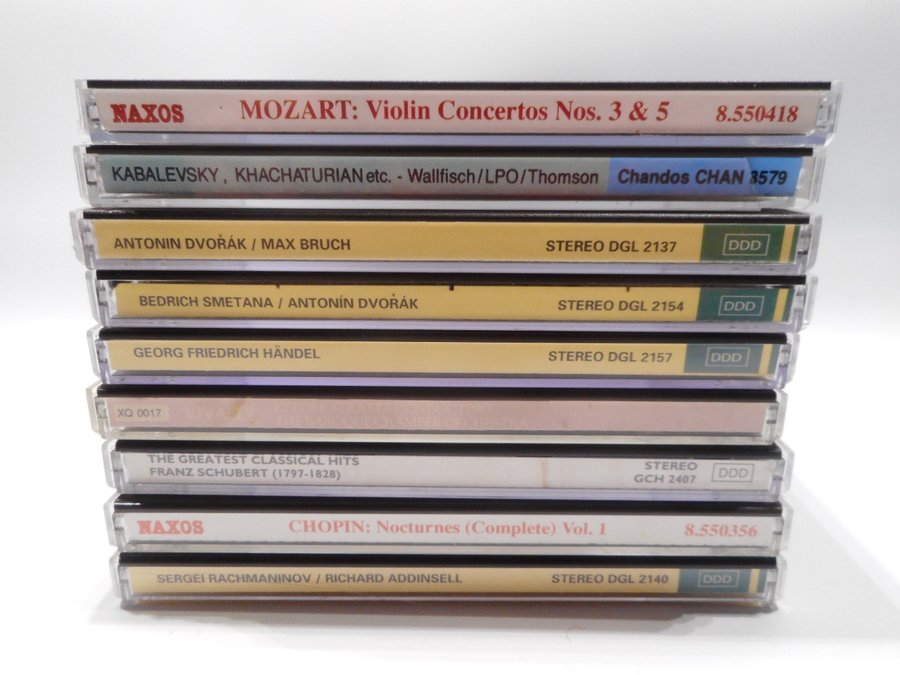 NAXOS MOZART: Violin Concertos Nos. 3 & 5 8.550418
KABALEVSKY, KHACHATURIAN etc. - Wallfisch/LPO/Thomson Chandos CHAN 8579
ANTONIN DVOŘÁK / MAX BRUCH STEREO DGL 2137 DDD
BEDRICH SMETANA / ANTONÍN DVOŘÁK STEREO DGL 2154 DDD
GEORG FRIEDRICH HÄNDEL STEREO DGL 2157 DDD
XQ 0017 VIVALDI
ORCHESTRA
THE GREATEST CLASSICAL HITS STEREO
FRANZ SCHUBERT (1797-1828) GCH 2407 DDD
NAXOS CHOPIN: Nocturnes (Complete) Vol. 1 8.550356
SERGEI RACHMANINOV / RICHARD ADDINSELL STEREO DGL 2140 DDD